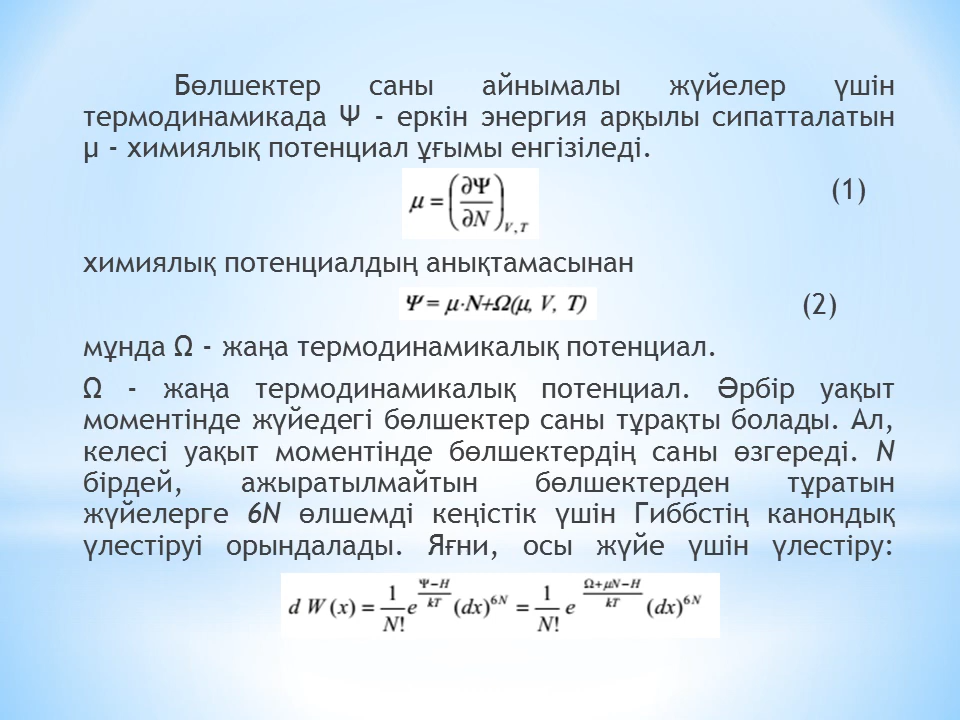 Бөлшектер саны айнымалы жүйелер үшін
термодинамикада Ψ - еркін энергия арқылы сипатталатын
μ - химиялық потенциал ұғымы енгізіледі.
μ = (∂Ψ/∂N)_{V,T} (1)
химиялық потенциалдың анықтамасынан
Ψ = μ·N+Ω(μ, V, T) (2)
мұнда Ω - жаңа термодинамикалық потенциал.
Ω - жаңа термодинамикалық потенциал. Әрбір уақыт
моментінде жүйедегі бөлшектер саны тұрақты болады. Ал,
келесі уақыт моментінде бөлшектердің саны өзгереді. N
бірдей, ажыратылмайтын бөлшектерден тұратын
жүйелерге 6N өлшемді кеңістік үшін Гиббстің канондық
үлестіруі орындалады. Яғни, осы жүйе үшін үлестіру:
d W(x) = 1/N! e^{(Ψ−H)/kT} (dx)^{6N} = 1/N! e^{(Ω+μN−H)/kT} (dx)^{6N}